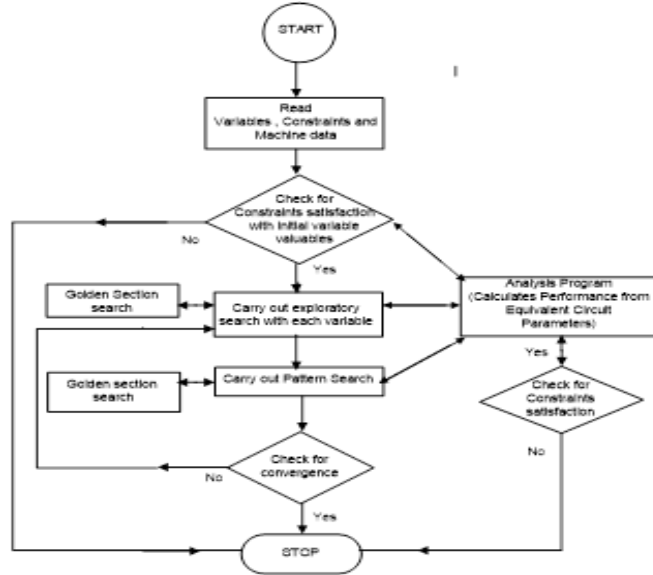 START
I
Read
Variables , Constraints and
Machine data
Check for
Constraints satisfaction
with initial variable
valuables
No
Yes
Golden Section
search
Carry out exploratory
search with each variable
Analysis Program
(Calculates Performance from
Equivalent Circuit
Parameters)
Golden section
search
Carry out Pattern Search
Yes
Check for
Constraints
satisfaction
No
Check for
convergence
No
Yes
STOP